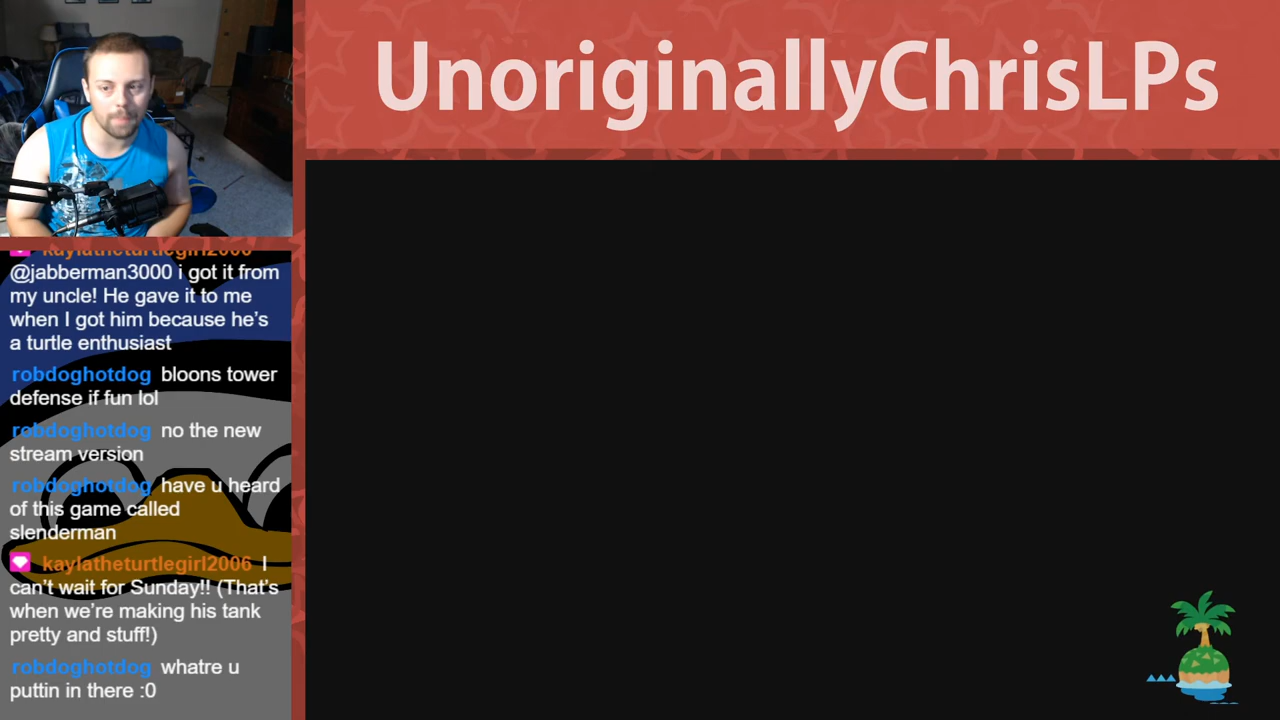 UnoriginallyChrisLPs
kaylatheturtlegirl2006
@jabberman3000 i got it from
my uncle! He gave it to me
when I got him because he's
a turtle enthusiast
robdoghotdog bloons tower
defense if fun lol
robdoghotdog no the new
stream version
robdoghotdog have u heard
of this game called
slenderman
kaylatheturtlegirl2006 I
can't wait for Sunday!! (That's
when we're making his tank
pretty and stuff!)
robdoghotdog whatre u
puttin in there :0